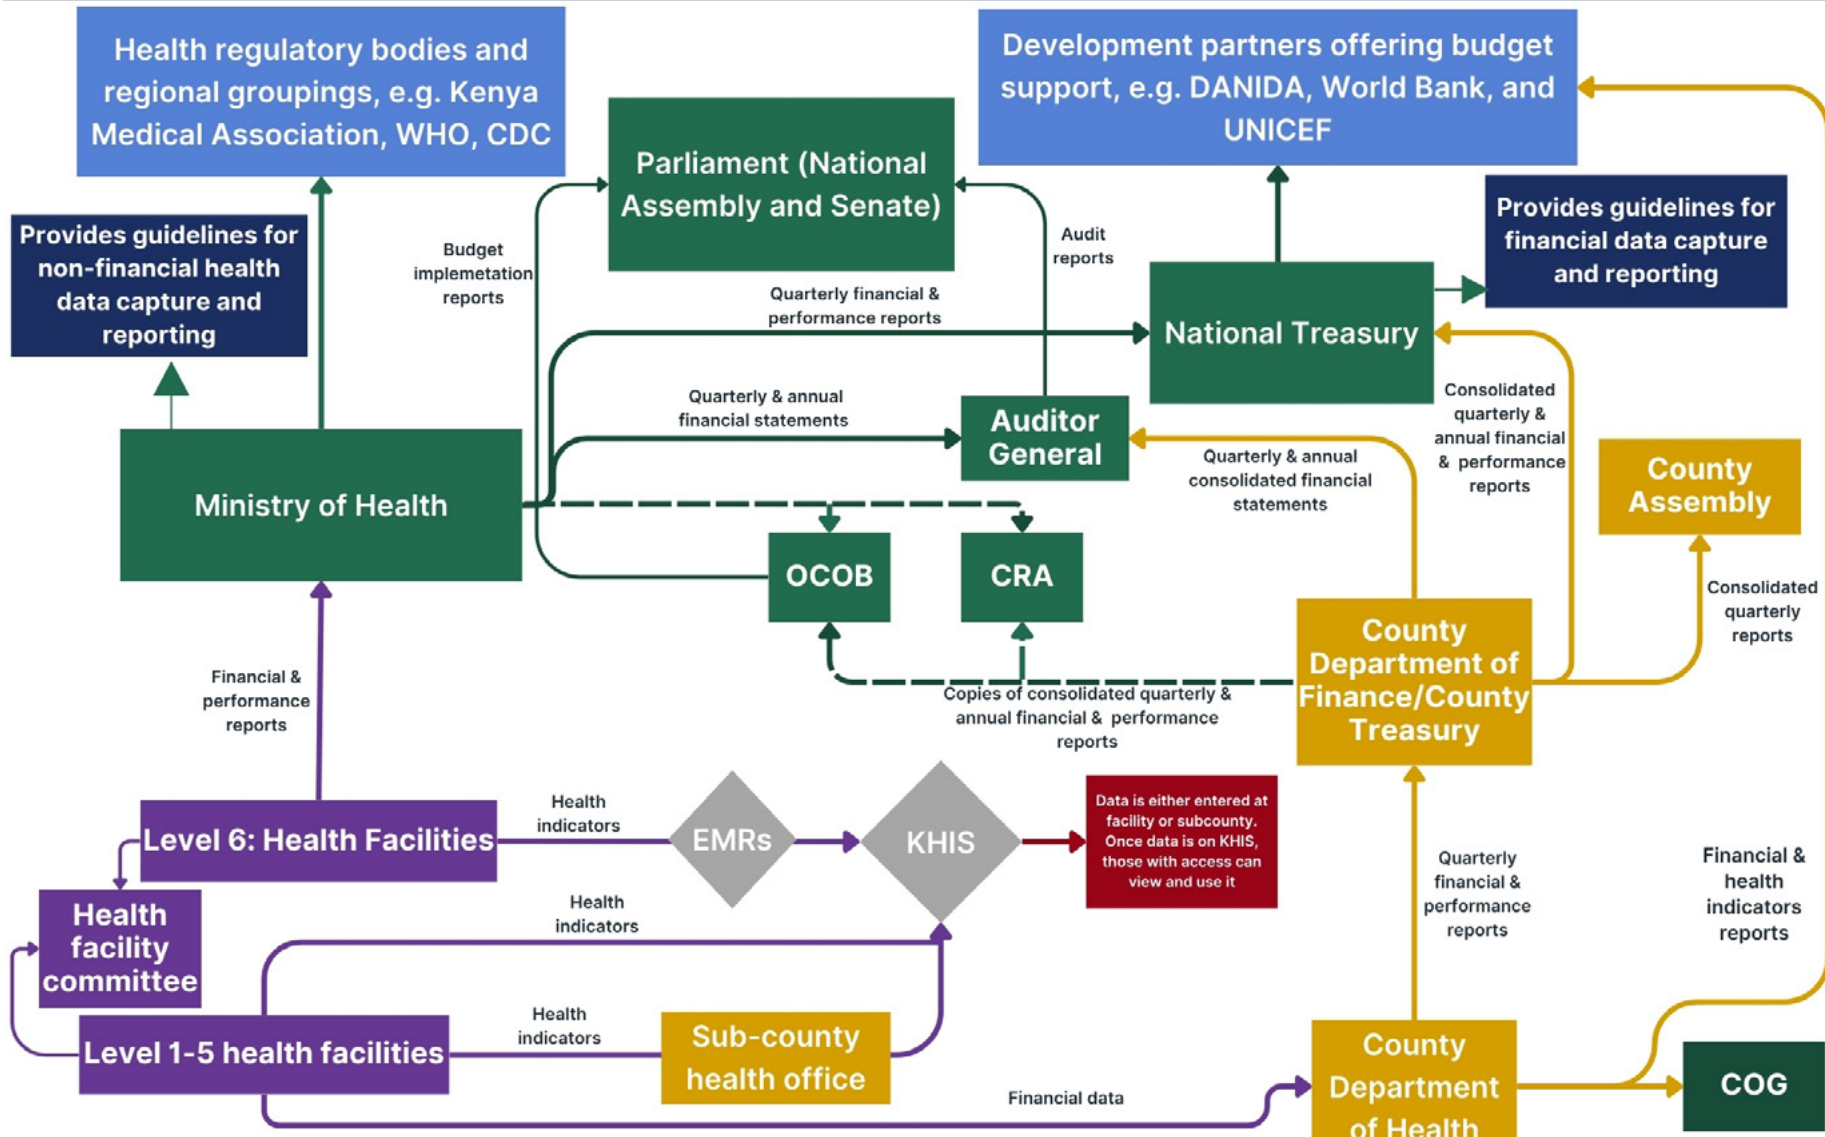 Health regulatory bodies and
regional groupings, e.g. Kenya
Medical Association, WHO, CDC
Development partners offering budget
support, e.g. DANIDA, World Bank, and
UNICEF
Parliament (National
Assembly and Senate)
Provides guidelines for
non-financial health
data capture and
reporting
Provides guidelines for
financial data capture
and reporting
Budget
implemetation
reports
Audit
reports
Quarterly financial &
performance reports
National Treasury
Quarterly & annual
financial statements
Auditor
General
Consolidated
quarterly &
annual financial
& performance
reports
Quarterly & annual
consolidated financial
statements
County
Assembly
Ministry of Health
OCOB
CRA
Consolidated
quarterly
reports
County
Department of
Finance/County
Treasury
Financial &
performance
reports
Copies of consolidated quarterly &
annual financial & performance
reports
Level 6: Health Facilities
Health
indicators
EMRs
KHIS
Data is either entered at
facility or subcounty.
Once data is on KHIS,
those with access can
view and use it
Quarterly
financial &
performance
reports
Financial &
health
indicators
reports
Health
facility
committee
Health
indicators
Level 1-5 health facilities
Health
indicators
Sub-county
health office
Financial data
County
Department
of Health
COG